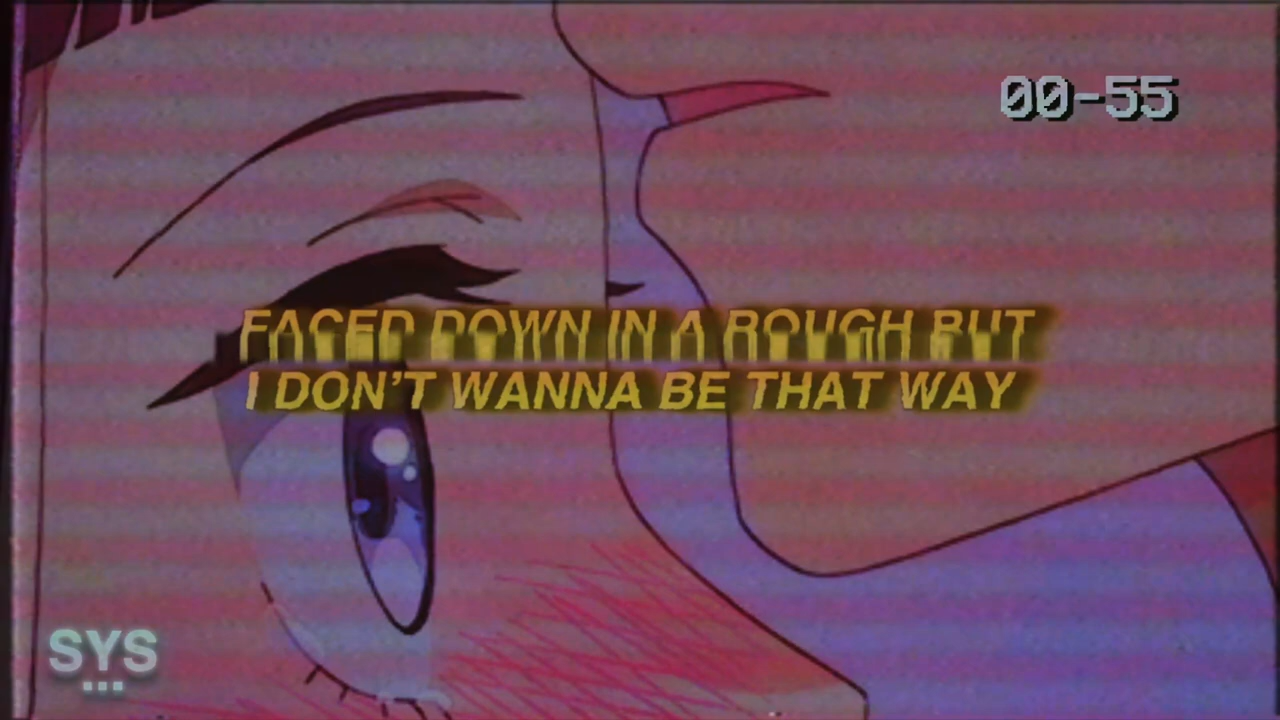 00-55
FACED DOWN IN A ROUGH BUT
I DON'T WANNA BE THAT WAY
SYS